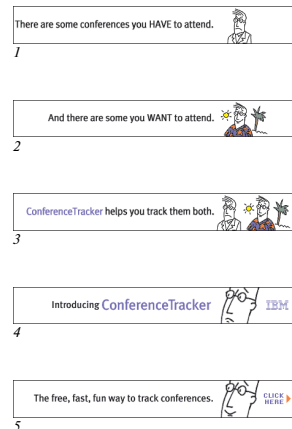 There are some conferences you HAVE to attend.
1
And there are some you WANT to attend.
2
ConferenceTracker helps you track them both.
3
Introducing ConferenceTracker IBM
4
The free, fast, fun way to track conferences. CLICK
HERE
5